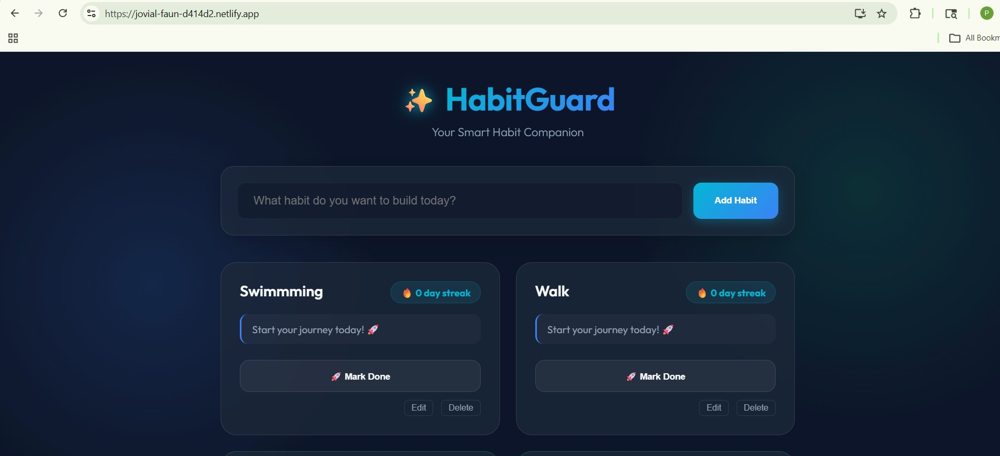 https://jovial-faun-d414d2.netlify.app
P
All Bookm
✨ HabitGuard
Your Smart Habit Companion
What habit do you want to build today?
Add Habit
Swimmming
🔥 0 day streak
Start your journey today! 🚀
🚀 Mark Done
Edit Delete
Walk
🔥 0 day streak
Start your journey today! 🚀
🚀 Mark Done
Edit Delete